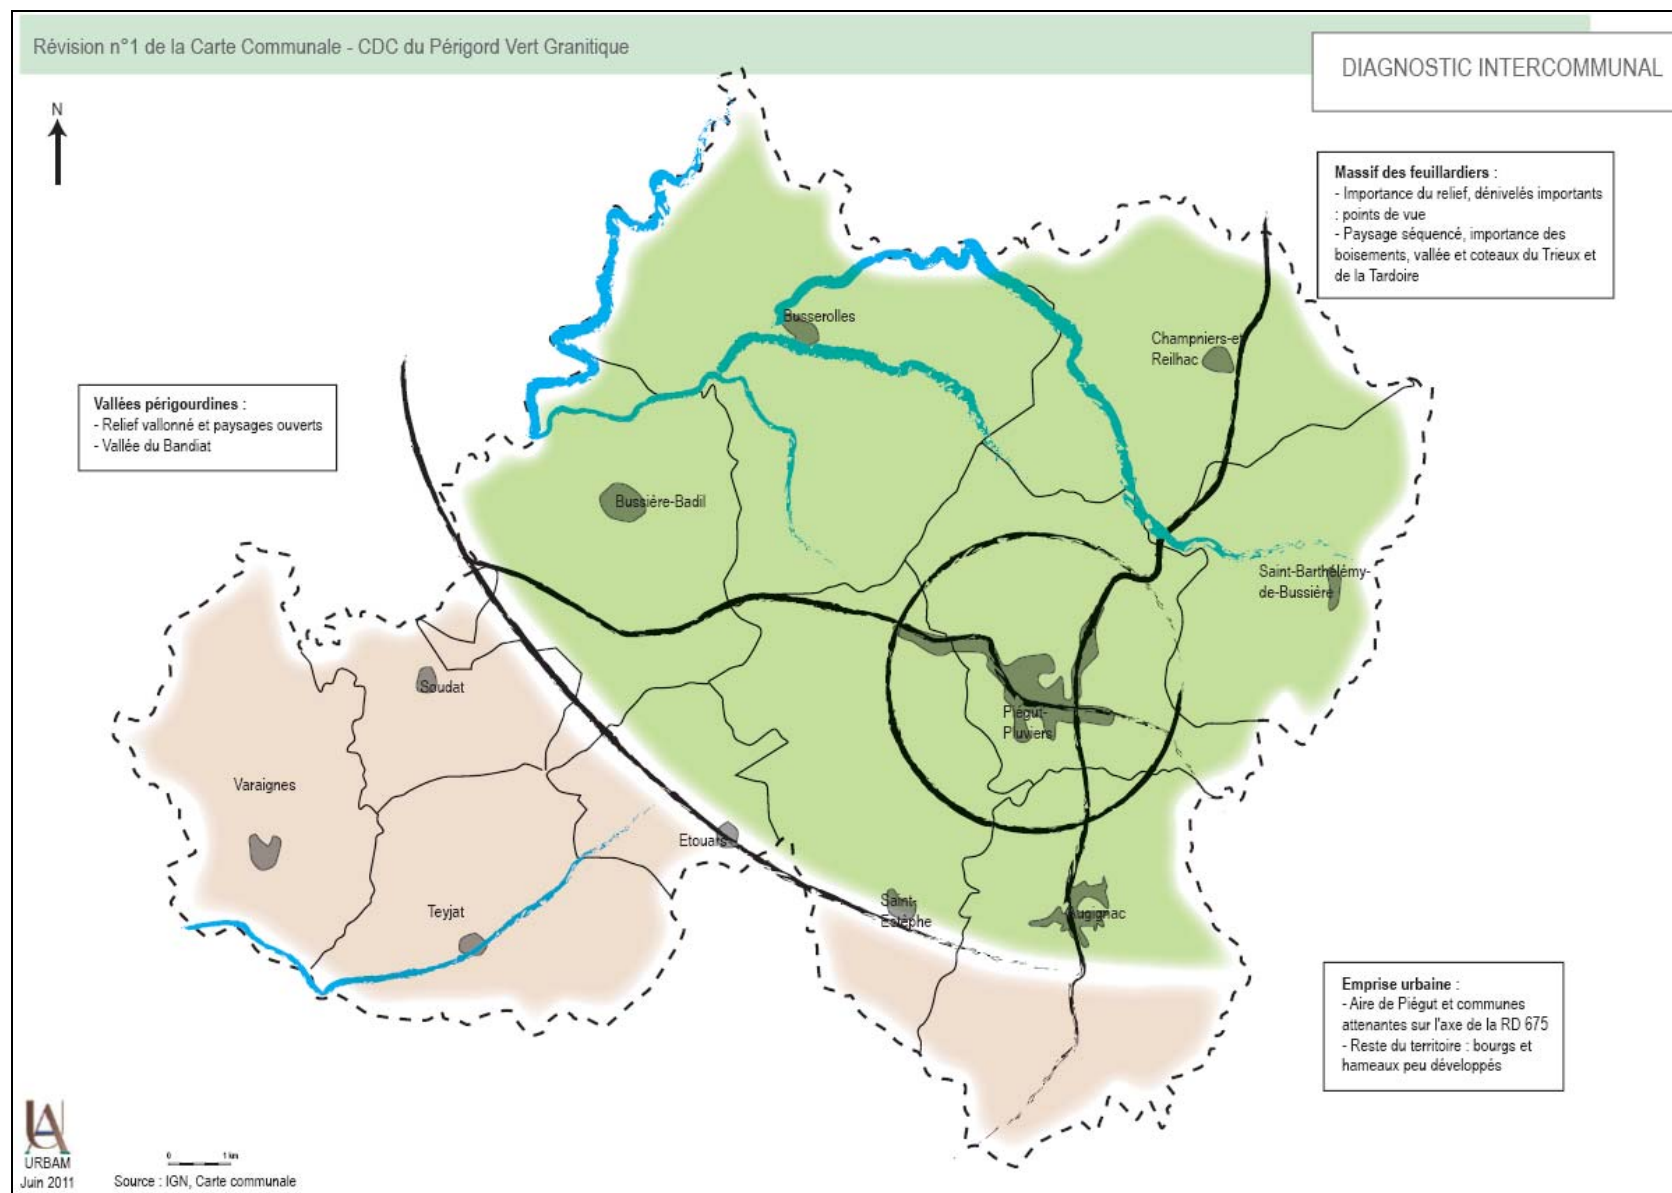 Révision n°1 de la Carte Communale - CDC du Périgord Vert Granitique
DIAGNOSTIC INTERCOMMUNAL
N
Massif des feuillardiers :
- Importance du relief, dénivelés importants
: points de vue
- Paysage séquencé, importance des
boisements, vallée et coteaux du Trieux et
de la Tardoire
Busserolles
Champniers-et
Reilhac
Vallées périgourdines :
- Relief vallonné et paysages ouverts
- Vallée du Bandiat
Bussière-Badil
Saint-Barthélémy-
de-Bussière
Soudat
Piégut-
Pluviers
Varaignes
Etouars
Teyjat
Saint-
Estèphe
Augignac
Emprise urbaine :
- Aire de Piégut et communes
attenantes sur l'axe de la RD 675
- Reste du territoire : bourgs et
hameaux peu développés
UA
URBAM
Juin 2011
0 1 km
Source : IGN, Carte communale